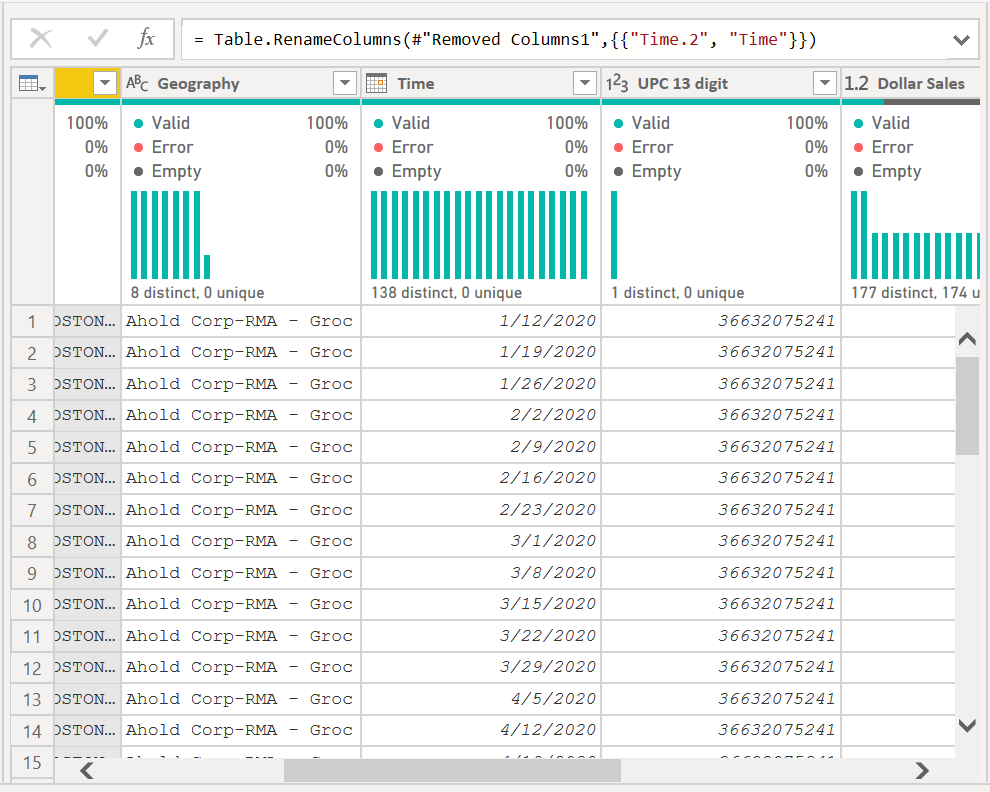 fx = Table.RenameColumns(#"Removed Columns1",{{"Time.2", "Time"}})
ABC Geography Time 123 UPC 13 digit 1.2 Dollar Sales
100% Valid 100% Valid 100% Valid 100% Valid
0% Error 0% Error 0% Error 0% Error
0% Empty 0% Empty 0% Empty 0% Empty
8 distinct, 0 unique 138 distinct, 0 unique 1 distinct, 0 unique 177 distinct, 174 u
1 OSTON... Ahold Corp-RMA - Groc 1/12/2020 36632075241
2 OSTON... Ahold Corp-RMA - Groc 1/19/2020 36632075241
3 OSTON... Ahold Corp-RMA - Groc 1/26/2020 36632075241
4 OSTON... Ahold Corp-RMA - Groc 2/2/2020 36632075241
5 OSTON... Ahold Corp-RMA - Groc 2/9/2020 36632075241
6 OSTON... Ahold Corp-RMA - Groc 2/16/2020 36632075241
7 OSTON... Ahold Corp-RMA - Groc 2/23/2020 36632075241
8 OSTON... Ahold Corp-RMA - Groc 3/1/2020 36632075241
9 OSTON... Ahold Corp-RMA - Groc 3/8/2020 36632075241
10 OSTON... Ahold Corp-RMA - Groc 3/15/2020 36632075241
11 OSTON... Ahold Corp-RMA - Groc 3/22/2020 36632075241
12 OSTON... Ahold Corp-RMA - Groc 3/29/2020 36632075241
13 OSTON... Ahold Corp-RMA - Groc 4/5/2020 36632075241
14 OSTON... Ahold Corp-RMA - Groc 4/12/2020 36632075241
15